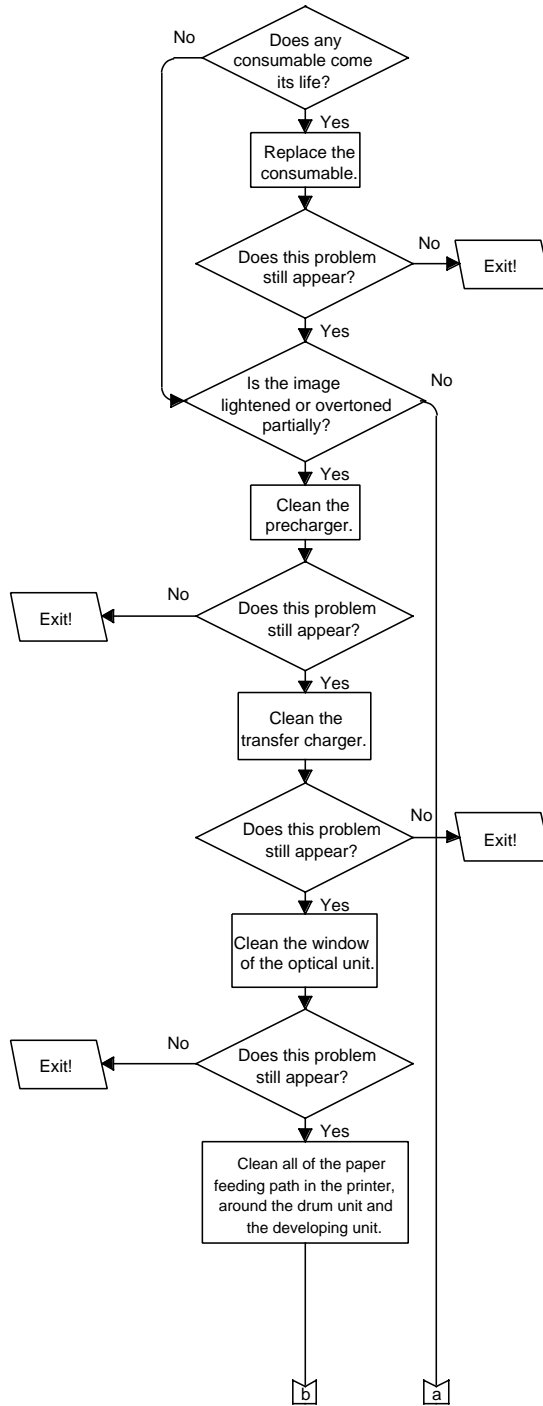 No
Does any
consumable come
its life?
Yes
Replace the
consumable.
Does this problem
still appear?
No
Exit!
Yes
Is the image
lightened or overtoned
partially?
No
Yes
Clean the
precharger.
No
Exit!
Does this problem
still appear?
Yes
Clean the
transfer charger.
No
Does this problem
still appear?
Exit!
Yes
Clean the window
of the optical unit.
No
Exit!
Does this problem
still appear?
Yes
Clean all of the paper
feeding path in the printer,
around the drum unit and
the developing unit.
b
a